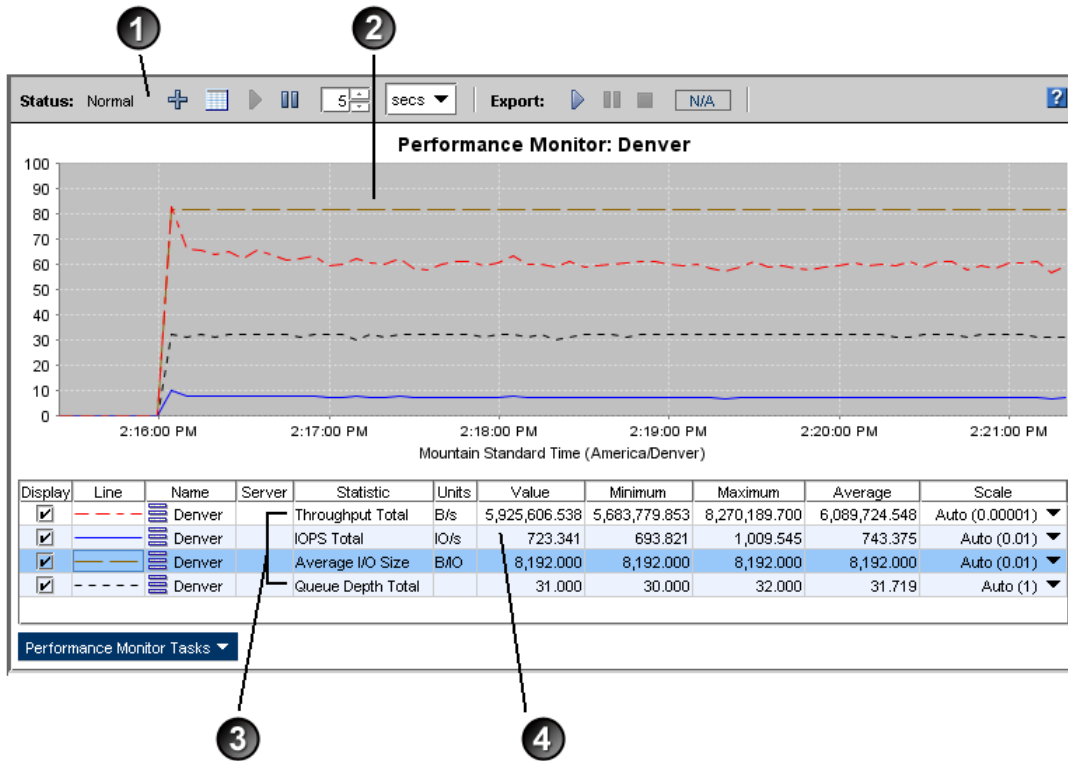 1 2
Status: Normal 5 secs Export: N/A ?
Performance Monitor: Denver
100
90
80
70
60
50
40
30
20
10
0
2:16:00 PM 2:17:00 PM 2:18:00 PM 2:19:00 PM 2:20:00 PM 2:21:00 PM
Mountain Standard Time (America/Denver)
Display Line Name Server Statistic Units Value Minimum Maximum Average Scale
Denver Throughput Total B/s 5,925,606.538 5,683,779.853 8,270,189.700 6,089,724.548 Auto (0.00001)
Denver IOPS Total IO/s 723.341 693.821 1,009.545 743.375 Auto (0.01)
Denver Average I/O Size B/IO 8,192.000 8,192.000 8,192.000 8,192.000 Auto (0.01)
Denver Queue Depth Total 31.000 30.000 32.000 31.719 Auto (1)
Performance Monitor Tasks
3 4